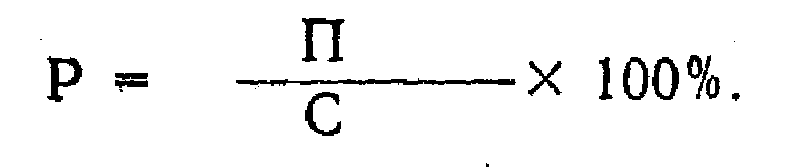 Р = П / С × 100%.